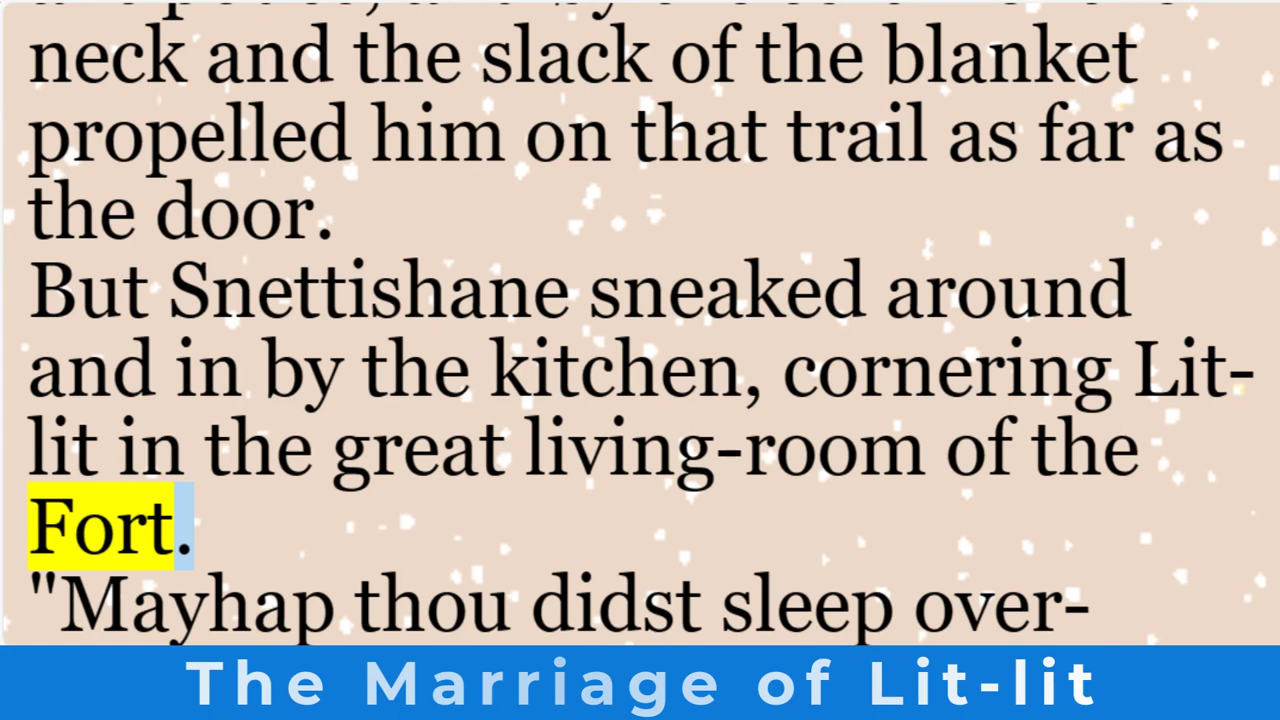 neck and the slack of the blanket
propelled him on that trail as far as
the door.
But Snettishane sneaked around
and in by the kitchen, cornering Lit-
lit in the great living-room of the
Fort.
"Mayhap thou didst sleep over-
The Marriage of Lit-lit